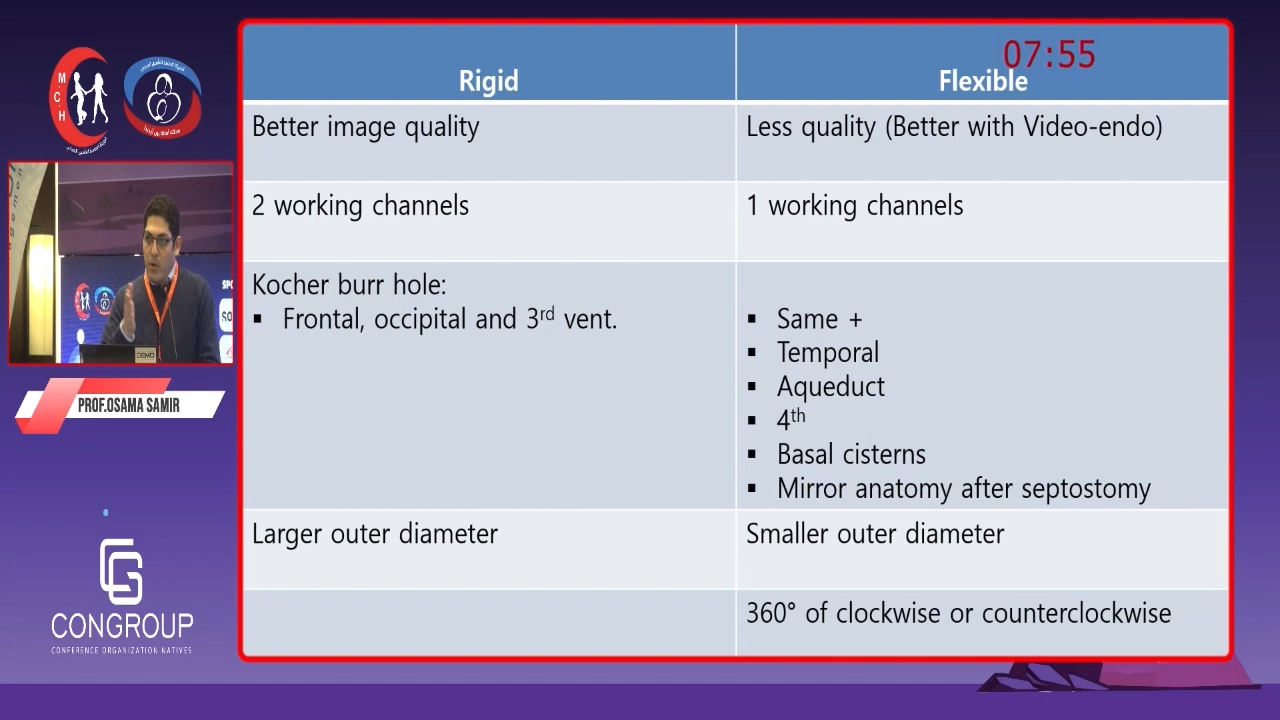 07:55
Rigid
Flexible
Better image quality
Less quality (Better with Video-endo)
2 working channels
1 working channels
Kocher burr hole:
▪ Frontal, occipital and 3rd vent.
▪ Same +
▪ Temporal
▪ Aqueduct
▪ 4th
▪ Basal cisterns
▪ Mirror anatomy after septostomy
Larger outer diameter
Smaller outer diameter
360° of clockwise or counterclockwise
M.C.H
DEMO
PROF.OSAMA SAMIR
CONGROUP
CONFERENCE ORGANIZATION NATIVES